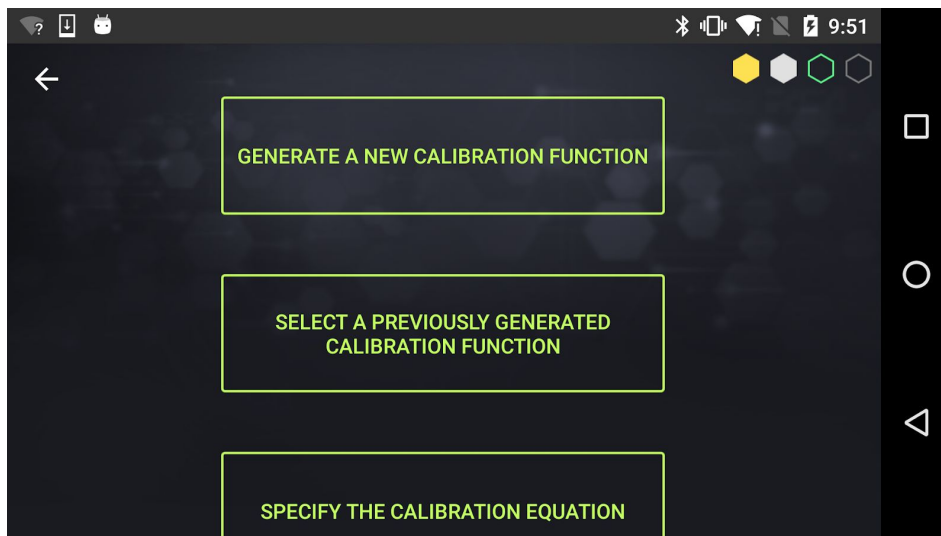 9:51
GENERATE A NEW CALIBRATION FUNCTION
SELECT A PREVIOUSLY GENERATED
CALIBRATION FUNCTION
SPECIFY THE CALIBRATION EQUATION